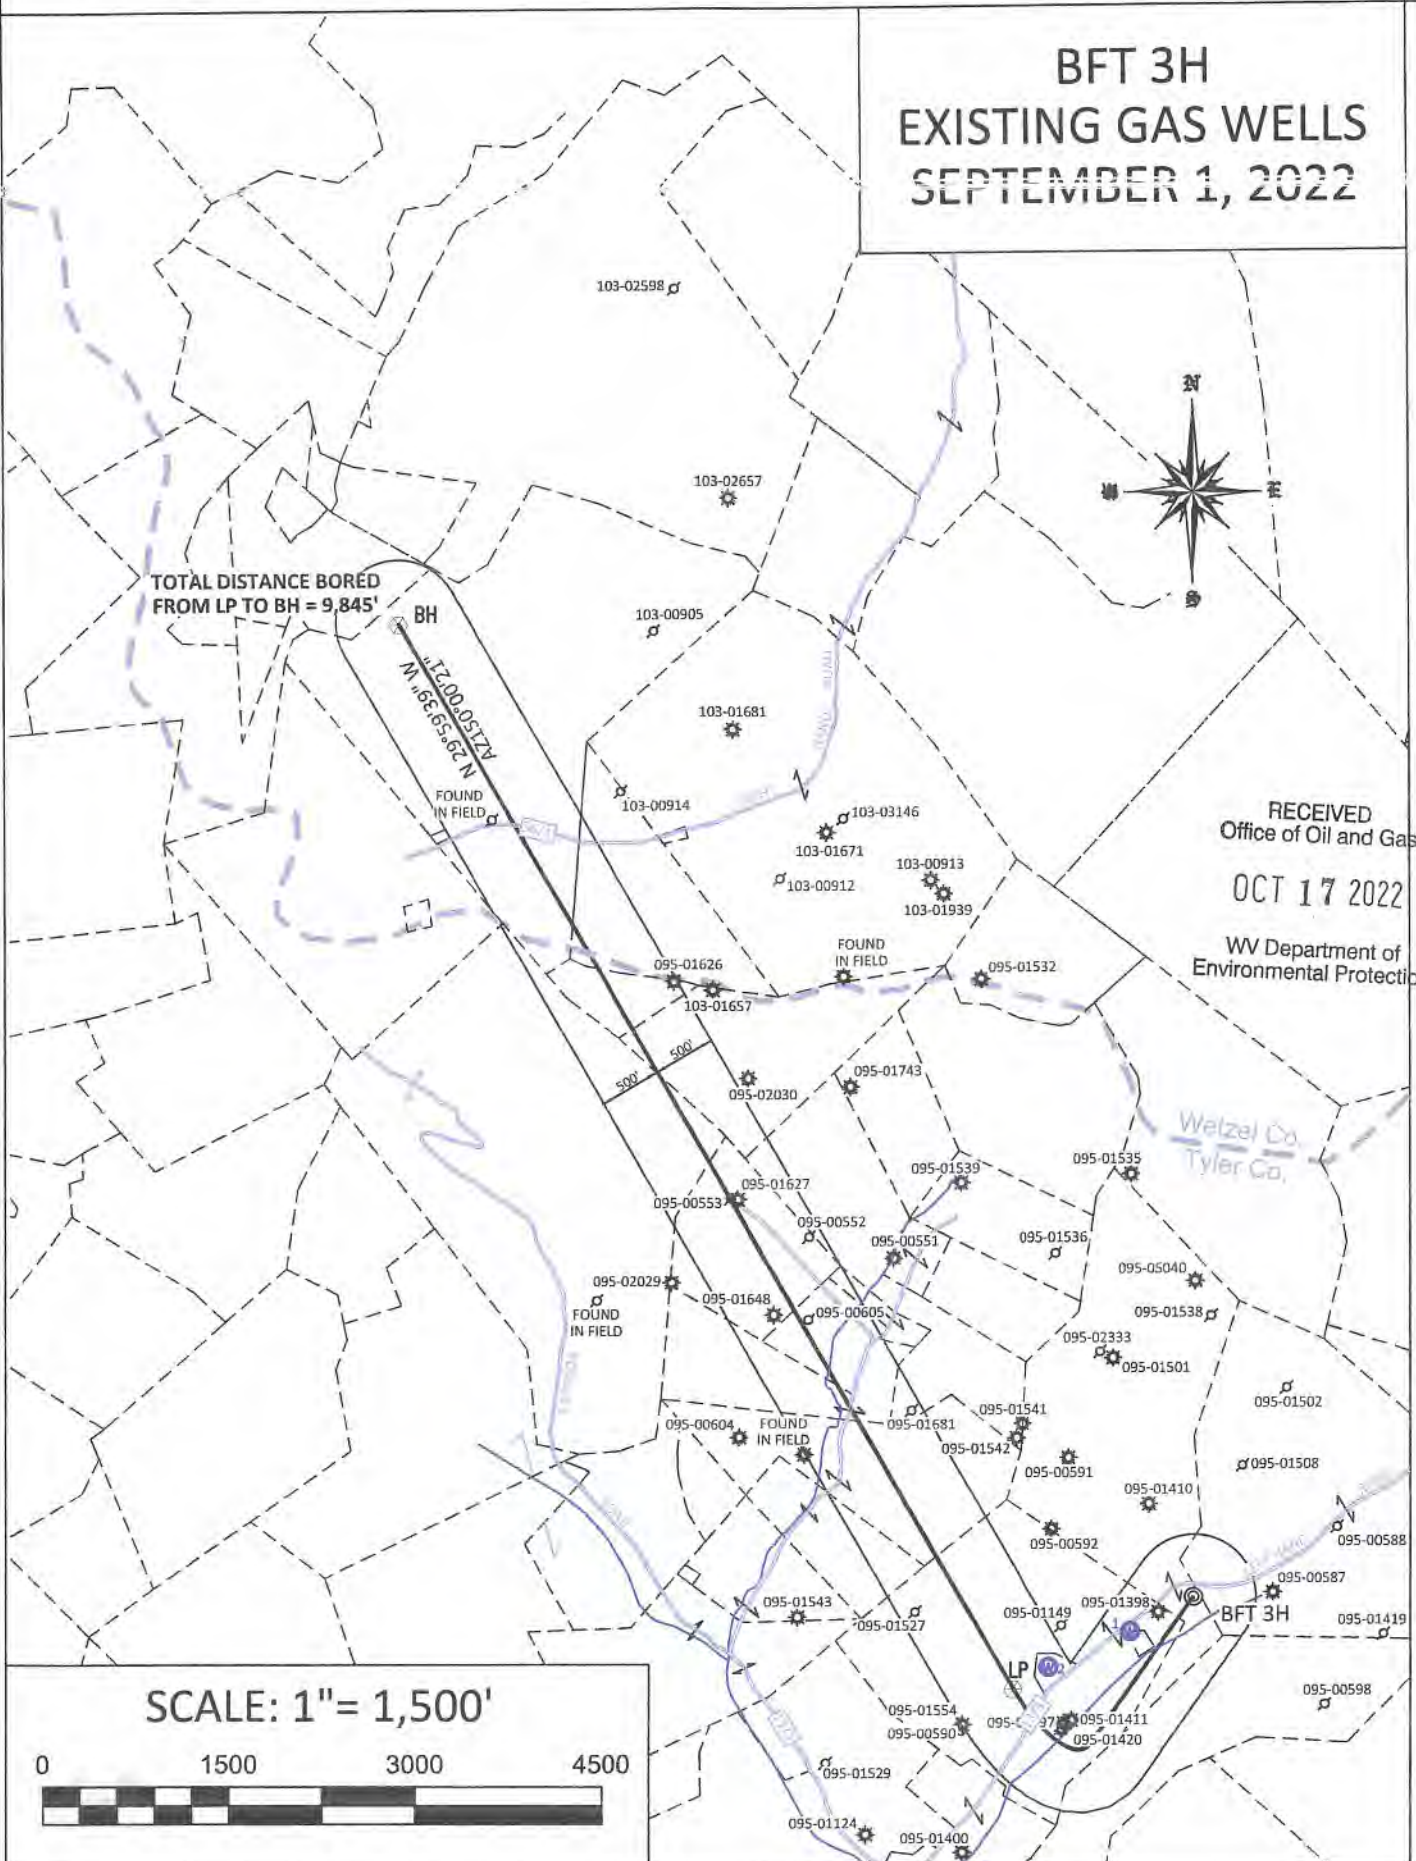 BFT 3H
EXISTING GAS WELLS
SEPTEMBER 1, 2022
103-02598
N
103-02657
E
S
TOTAL DISTANCE BORED
FROM LP TO BH = 9,845'
BH
N 29°59'39" W
AZ150°00'21"
103-00905
103-01681
FOUND
IN FIELD
103-00914
103-03146
103-01671
103-00913
103-00912
103-01939
RECEIVED
Office of Oil and Gas
OCT 17 2022
WV Department of
Environmental Protectio
FOUND
IN FIELD
095-01626
095-01532
103-01657
500'
500'
095-02030
095-01743
Wetzel Co.
Tyler Co.
095-01539
095-01535
095-01627
095-00553
095-00552
095-00551
095-01536
095-05040
095-02029
FOUND
IN FIELD
095-01648
095-00605
095-01538
095-02333
095-01501
095-01502
095-00604
FOUND
IN FIELD
095-01681
095-01541
095-01542
095-00591
095-01508
095-01410
095-00592
095-00588
095-00587
095-01543
095-01527
095-01149
095-01398
BFT 3H
095-01419
LP
095-00598
095-01554
095-00590
095-01411
095-01420
095-01529
095-01124
095-01400
SCALE: 1"= 1,500'
0 1500 3000 4500